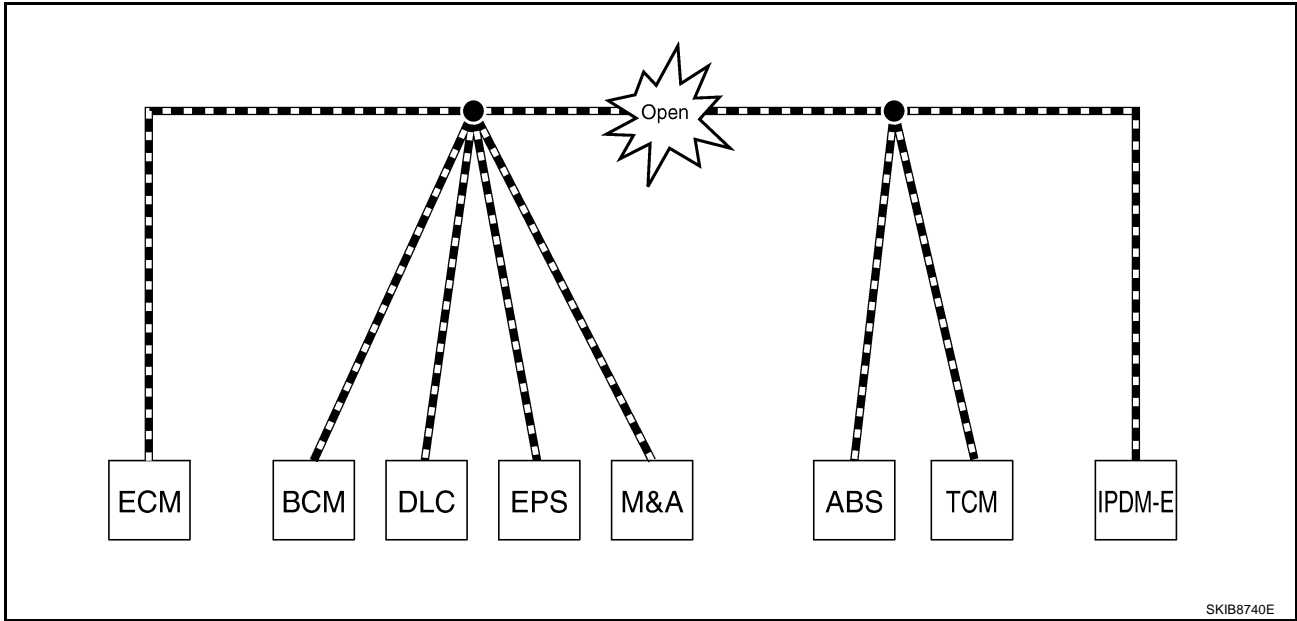 Open
ECM
BCM
DLC
EPS
M&A
ABS
TCM
IPDM-E
SKIB8740E